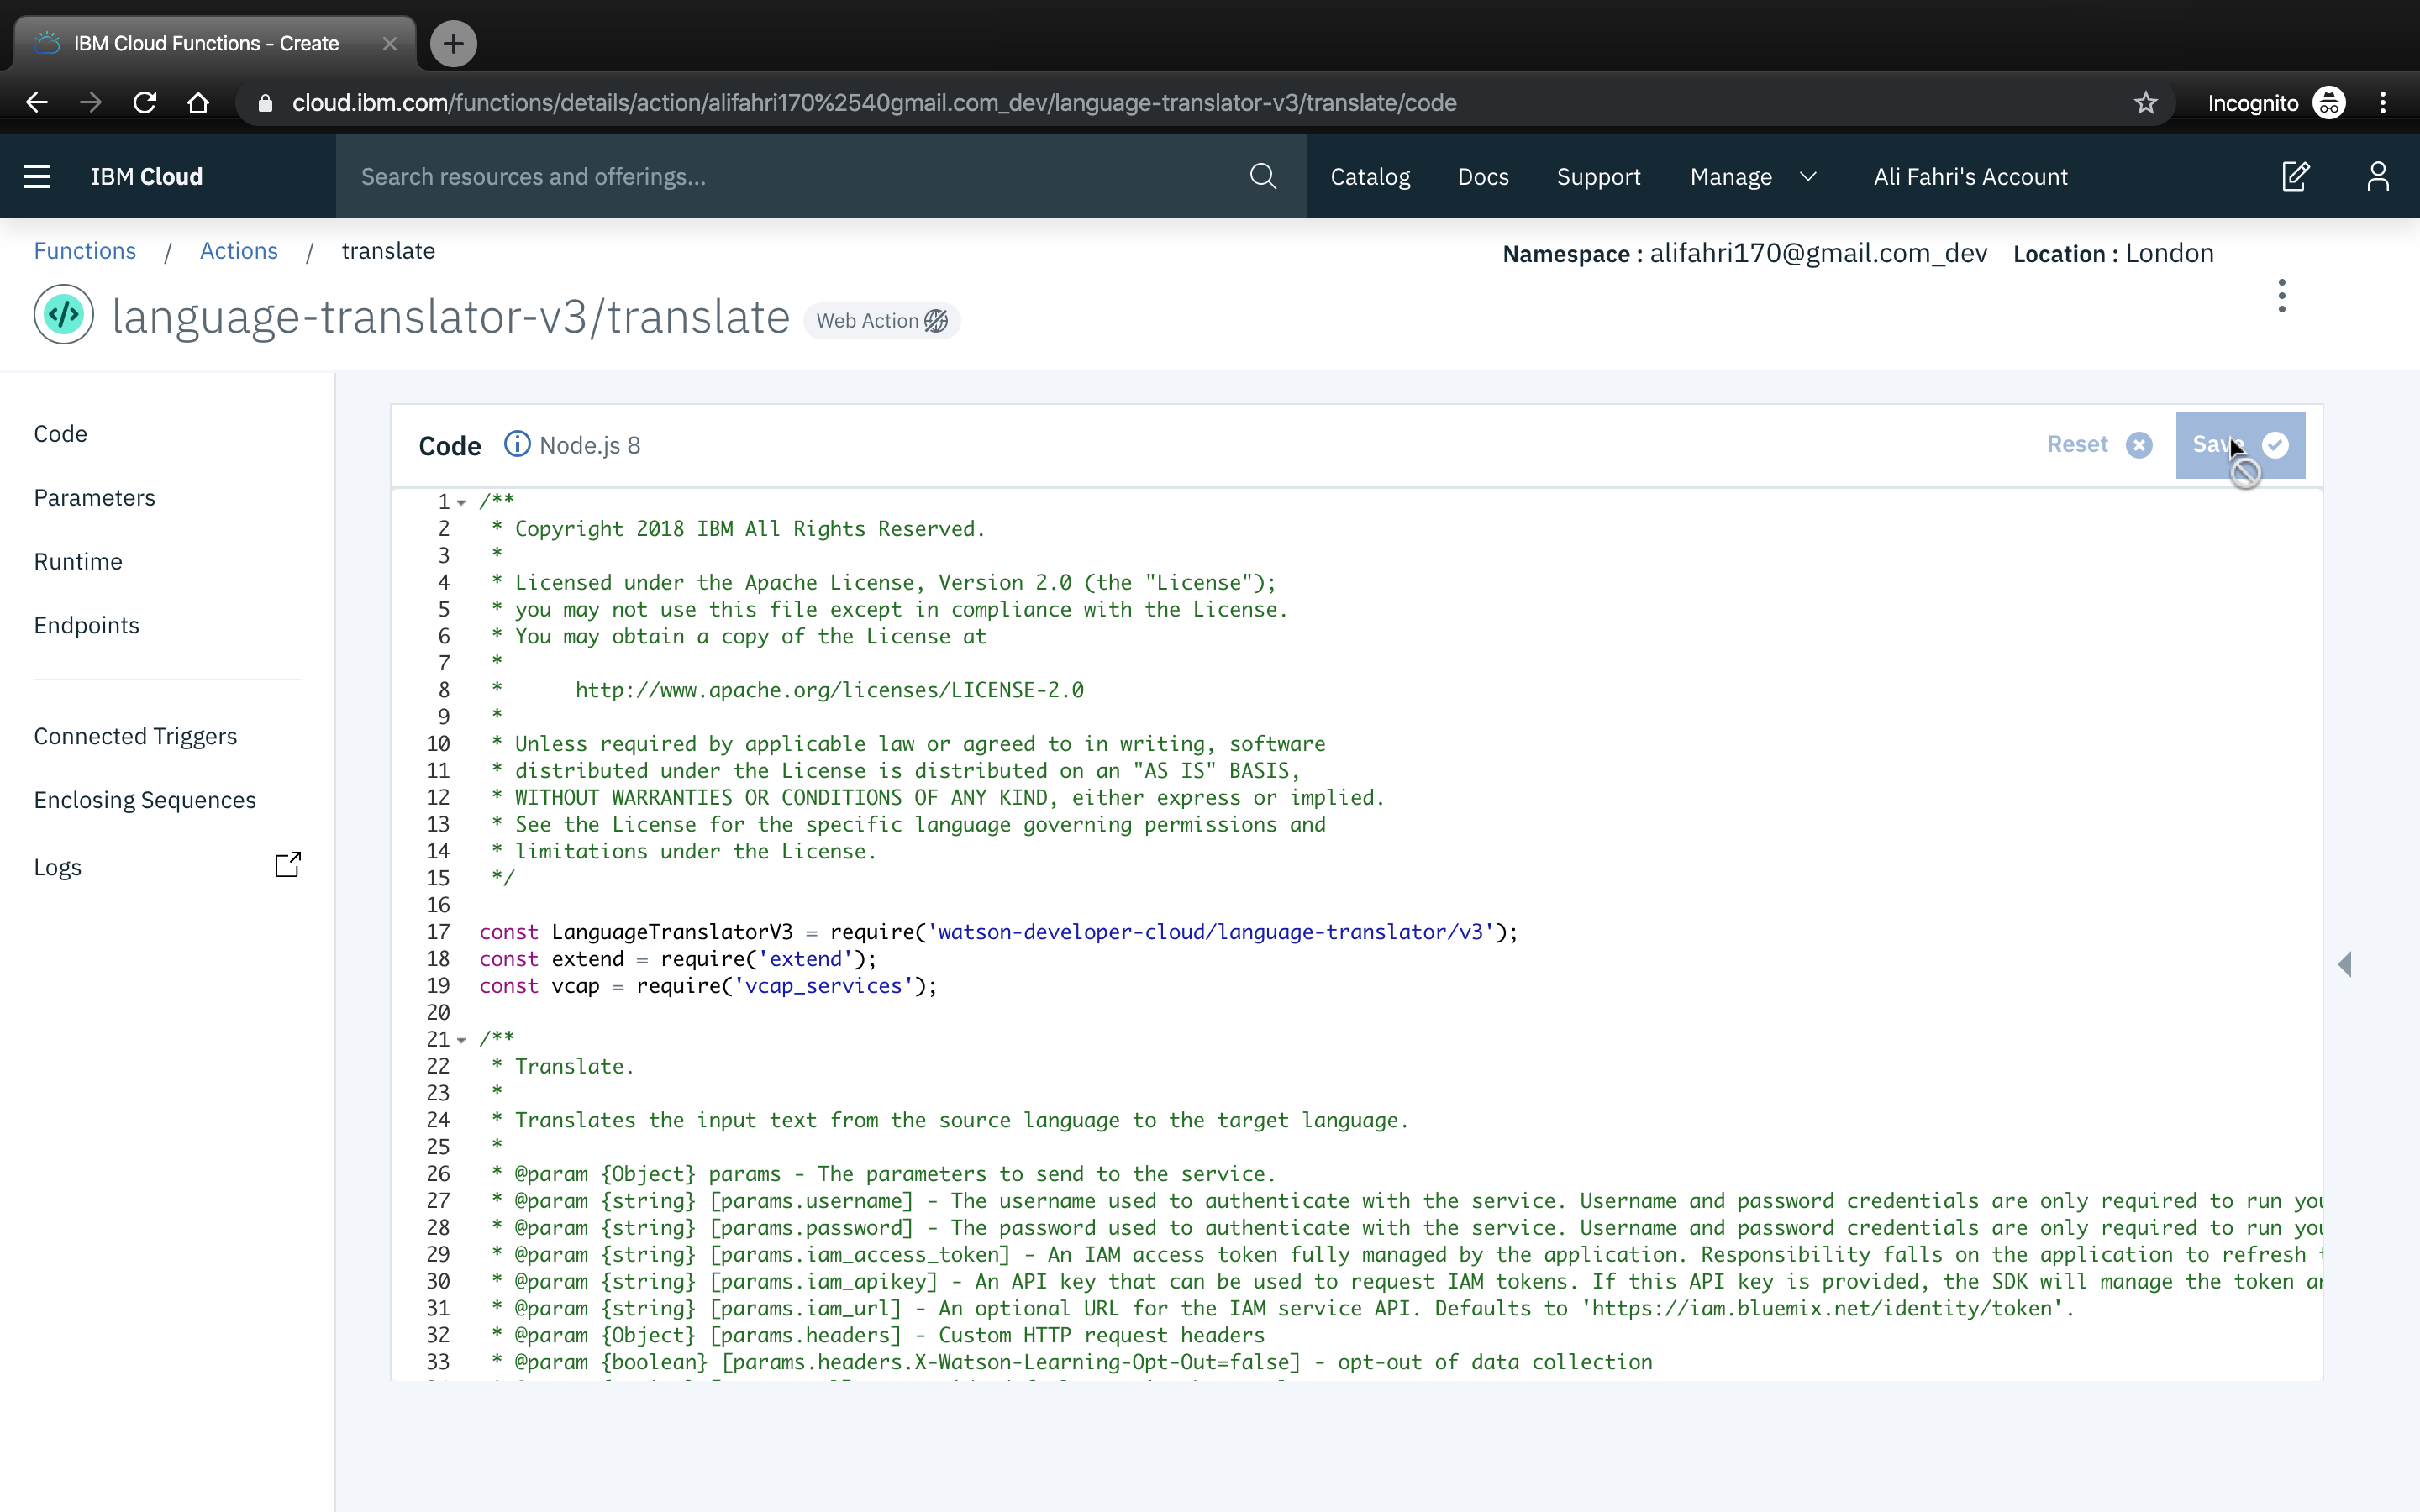 IBM Cloud Functions - Create
cloud.ibm.com/functions/details/action/alifahri170%2540gmail.com_dev/language-translator-v3/translate/code
Incognito
IBM Cloud
Search resources and offerings...
Catalog
Docs
Support
Manage
Ali Fahri's Account
Functions / Actions / translate
Namespace : alifahri170@gmail.com_dev Location : London
language-translator-v3/translate
Web Action
Code
Parameters
Runtime
Endpoints
Connected Triggers
Enclosing Sequences
Logs
Code
Node.js 8
Reset
Save
1 /**
2 * Copyright 2018 IBM All Rights Reserved.
3 *
4 * Licensed under the Apache License, Version 2.0 (the "License");
5 * you may not use this file except in compliance with the License.
6 * You may obtain a copy of the License at
7 *
8 * http://www.apache.org/licenses/LICENSE-2.0
9 *
10 * Unless required by applicable law or agreed to in writing, software
11 * distributed under the License is distributed on an "AS IS" BASIS,
12 * WITHOUT WARRANTIES OR CONDITIONS OF ANY KIND, either express or implied.
13 * See the License for the specific language governing permissions and
14 * limitations under the License.
15 */
16
17 const LanguageTranslatorV3 = require('watson-developer-cloud/language-translator/v3');
18 const extend = require('extend');
19 const vcap = require('vcap_services');
20
21 /**
22 * Translate.
23 *
24 * Translates the input text from the source language to the target language.
25 *
26 * @param {Object} params - The parameters to send to the service.
27 * @param {string} [params.username] - The username used to authenticate with the service. Username and password credentials are only required to run
28 * @param {string} [params.password] - The password used to authenticate with the service. Username and password credentials are only required to run
29 * @param {string} [params.iam_access_token] - An IAM access token fully managed by the application. Responsibility falls on the application to refresh
30 * @param {string} [params.iam_apikey] - An API key that can be used to request IAM tokens. If this API key is provided, the SDK will manage the token
31 * @param {string} [params.iam_url] - An optional URL for the IAM service API. Defaults to 'https://iam.bluemix.net/identity/token'.
32 * @param {Object} [params.headers] - Custom HTTP request headers
33 * @param {boolean} [params.headers.X-Watson-Learning-Opt-Out=false] - opt-out of data collection